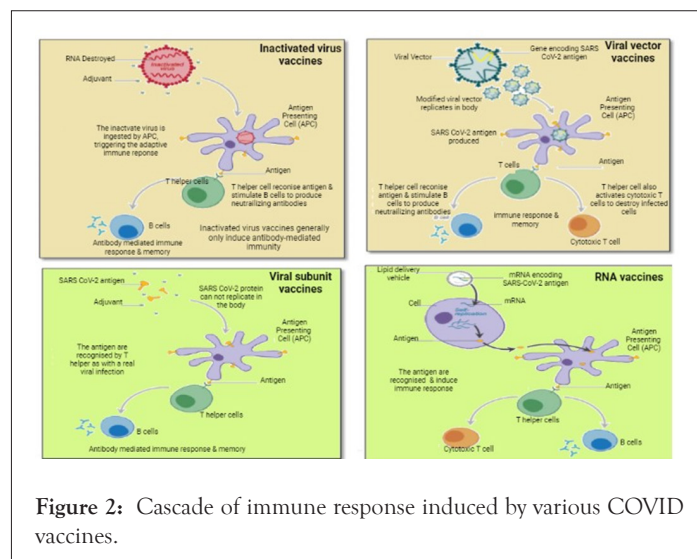 Inactivated virus
vaccines
RNA Destroyed
Inactivated virus
Adjuvant
Antigen
Presenting
Cell (APC)
The inactivate virus is
ingested by APC,
triggering the adaptive
immune reponse
Antigen
T helper cells
T helper cell reconise antigen &
stimulate B cells to produce
neutrailizing antibodies
B cells
Antibody mediated immune
response & memory
Inactivated virus vaccines generally
only induce antibody-mediated
immunity
Viral vector
vaccines
Viral Vector
Gene encoding SARS
CoV-2 antigen
Modified viral vector
replicates in body
Antigen
Presenting
Cell (APC)
SARS CoV-2 antigen
produced
Antigen
T cells
T helper cell reconise
antigen & stimulate B
cells to produce
neutrailizing antibodies
T helper cell also
activates cytotoxic T
cells to destroy infected
cells
immune response
& memory
Cytotoxic T cell
Viral subunit
vaccines
SARS CoV-2 antigen
Adjuvant
SARS CoV-2 protein
can not replicate in
the body
Antigen
Presenting
Cell (APC)
The antigen are
recognised by T
helper as with a real
viral infection
Antigen
T helper cells
B cells
Antibody mediated immune response & memory
RNA vaccines
Lipid delivery
vehicle
mRNA encoding
SARS-CoV-2 antigen
mRNA
Cell
Antigen
Antigen
Presenting
Cell (APC)
The antigen are
recognised & induce
immune response
Antigen
T helper cells
Cytotoxic T cell
B cells
Figure 2: Cascade of immune response induced by various COVID
vaccines.